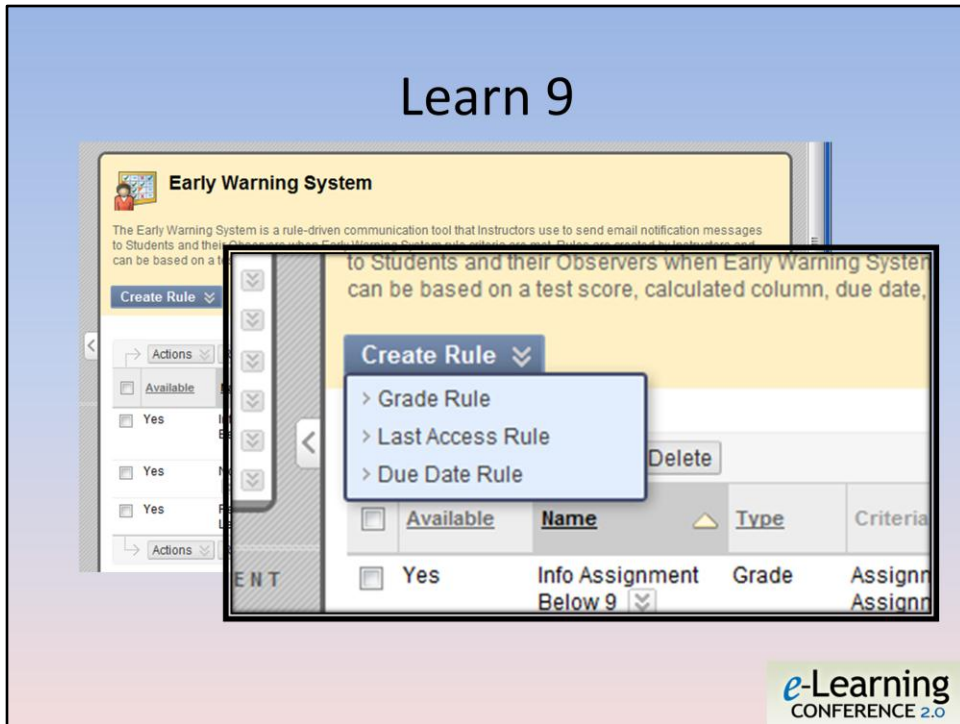 Learn 9
Early Warning System
The Early Warning System is a rule-driven communication tool that Instructors use to send email notification messages
to Students and their Observers when Early Warning System rule criteria are met. Rules are created by Instructors and
can be based on a
Create Rule
Actions
Available
Yes
Yes
Yes
Actions
to Students and their Observers when Early Warning System
can be based on a test score, calculated column, due date,
Create Rule
> Grade Rule
> Last Access Rule
> Due Date Rule
Delete
Available Name Type Criteria
Yes Info Assignment Grade
Below 9
ENT
e-Learning
CONFERENCE 2.0